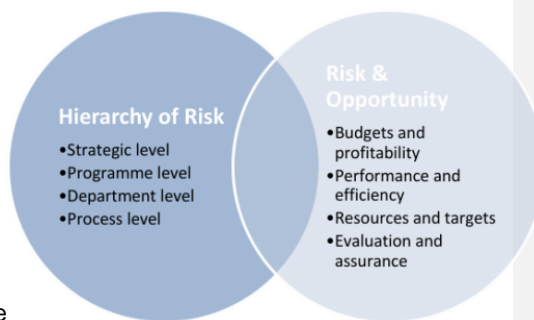 Hierarchy of Risk
•Strategic level
•Programme level
•Department level
•Process level
Risk &
Opportunity
•Budgets and
profitability
•Performance and
efficiency
•Resources and targets
•Evaluation and
assurance
e